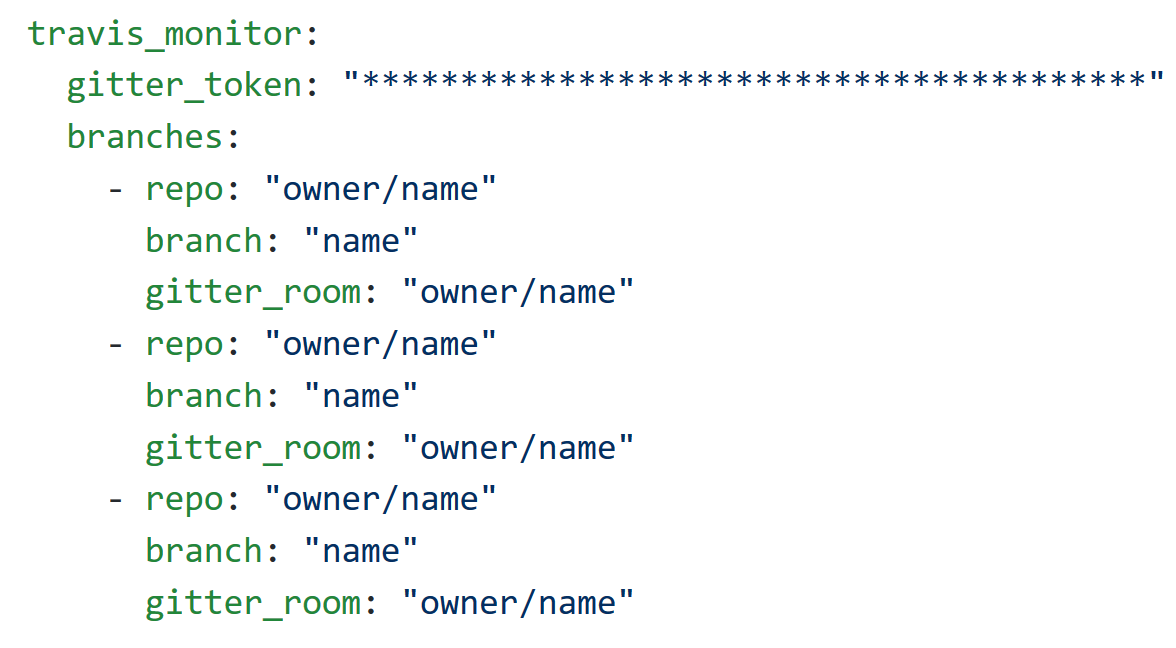 travis_monitor:
  gitter_token: "****************************************"
  branches:
    - repo: "owner/name"
      branch: "name"
      gitter_room: "owner/name"
    - repo: "owner/name"
      branch: "name"
      gitter_room: "owner/name"
    - repo: "owner/name"
      branch: "name"
      gitter_room: "owner/name"